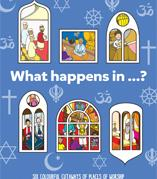 What happens in ...?
SIX COLOURFUL CUTAWAYS OF PLACES OF WORSHIP